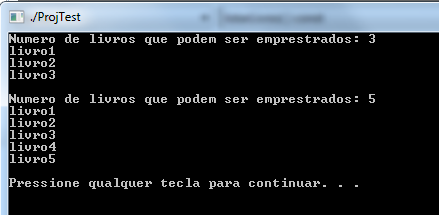 ./ProjTest
Numero de livros que podem ser emprestrados: 3
livro1
livro2
livro3
Numero de livros que podem ser emprestrados: 5
livro1
livro2
livro3
livro4
livro5
Pressione qualquer tecla para continuar. . .